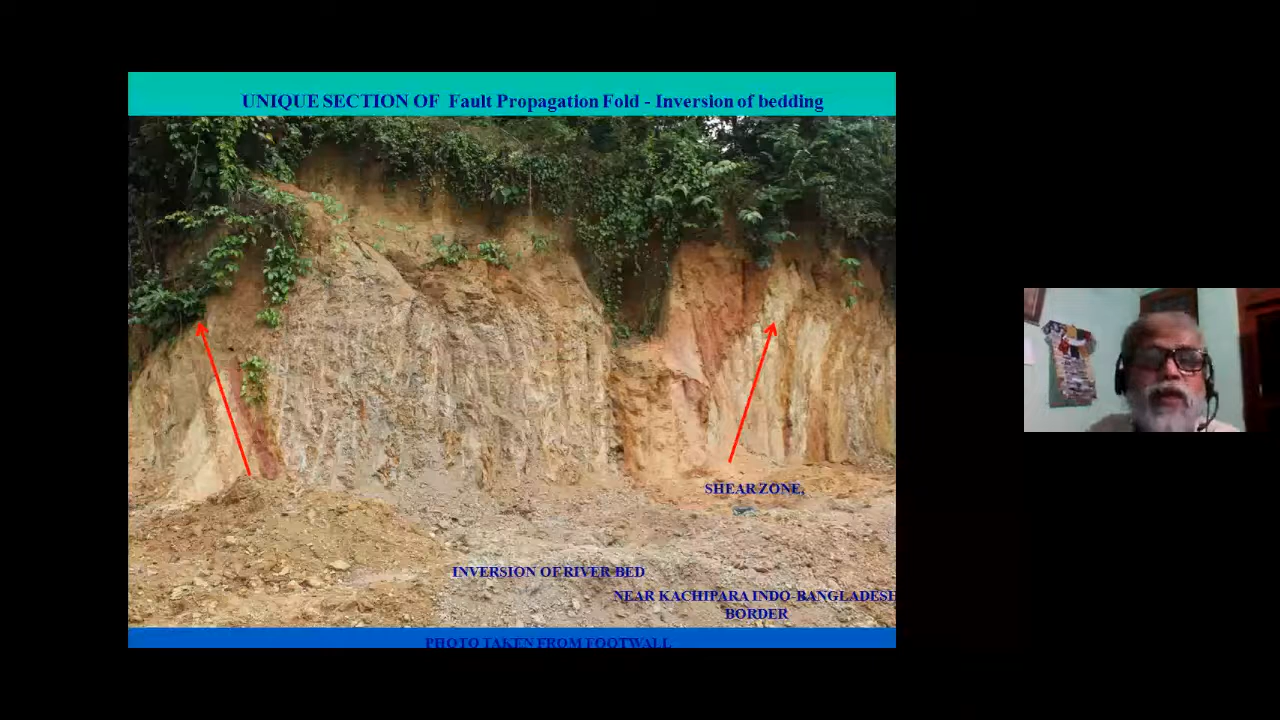 UNIQUE SECTION OF Fault Propagation Fold - Inversion of bedding
SHEAR ZONE,
INVERSION OF RIVER BED
NEAR KACHIPARA INDO-BANGLADESH
BORDER
PHOTO TAKEN FROM FOOTWALL